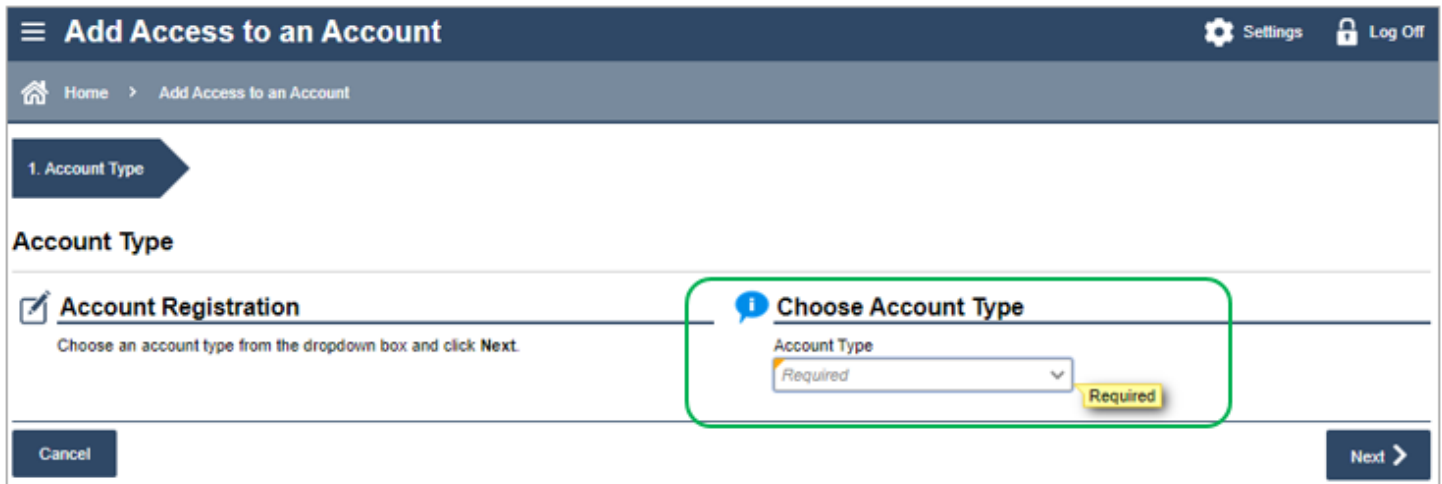 Add Access to an Account
Settings
Log Off
Home > Add Access to an Account
1. Account Type
Account Type
Account Registration
Choose an account type from the dropdown box and click Next.
Choose Account Type
Account Type
Required
Required
Cancel
Next